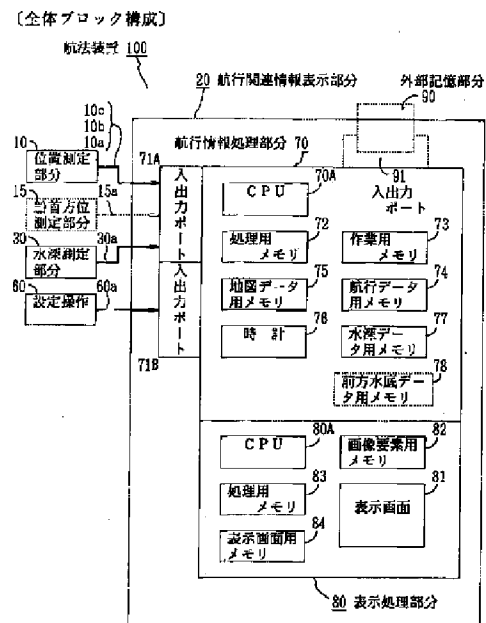 〔全体ブロック構成〕
航法装置 100
20 航行関連情報表示部分
外部記憶部分
90
10c
10b
10a
10
位置測定
部分
航行情報処理部分
70
91
71A
入出力ポート
70A
CPU
入出力
ポート
15
船首方位
測定部分
15a
72
処理用
メモリ
73
作業用
メモリ
30
水深測定
部分
30a
75
地図データ
用メモリ
74
航行データ
用メモリ
60
設定操作
60a
入出力ポート
76
時計
77
水深デー
タ用メモリ
71B
78
前方水底デー
タ用メモリ
80A
CPU
82
画像要素用
メモリ
83
処理用
メモリ
81
表示画面
84
表示画面用
メモリ
80 表示処理部分